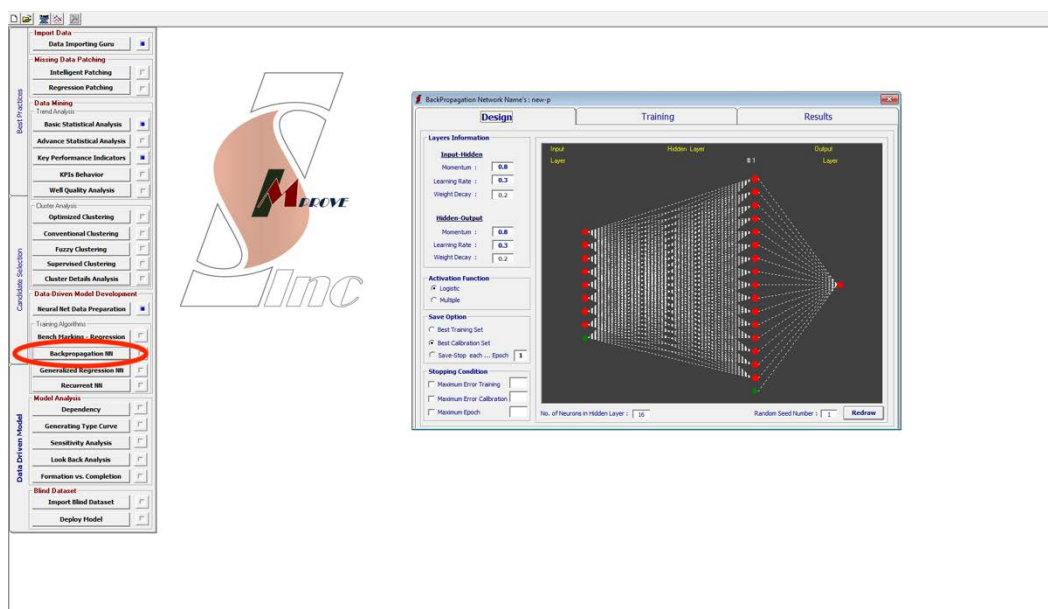 Import Data
Data Importing Guru
Missing Data Patching
Intelligent Patching
Regression Patching
Data Mining
Trend Analysis
Basic Statistical Analysis
Advance Statistical Analysis
Key Performance Indicators
KPIs Behavior
Well Quality Analysis
Cluster Analysis
Optimized Clustering
Conventional Clustering
Fuzzy Clustering
Supervised Clustering
Cluster Details Analysis
Data-Driven Model Development
Neural Net Data Preparation
Training Algorithms
Bench Marking - Regression
Backpropagation NN
Generalized Regression NN
Recurrent NN
Model Analysis
Dependency
Generating Type Curve
Sensitivity Analysis
Look Back Analysis
Formation vs. Completion
Blind Dataset
Import Blind Dataset
Deploy Model
Best Practices
Candidate Selection
Data Driven Model
IMPROVE
Inc
BackPropagation Network Name's : new-p
Design Training Results
Layers Information
Input-Hidden
Momentum : 0.8
Learning Rate : 0.3
Weight Decay : 0.2
Hidden-Output
Momentum : 0.8
Learning Rate : 0.3
Weight Decay : 0.2
Activation Function
Logistic
Multiple
Save Option
Best Training Set
Best Calibration Set
Save-Stop each ... Epoch 1
Stopping Condition
Maximum Error Training
Maximum Error Calibration
Maximum Epoch
Input Hidden Layer Output
Layer # 1 Layer
No. of Neurons in Hidden Layer : 16 Random Seed Number : 1 Redraw